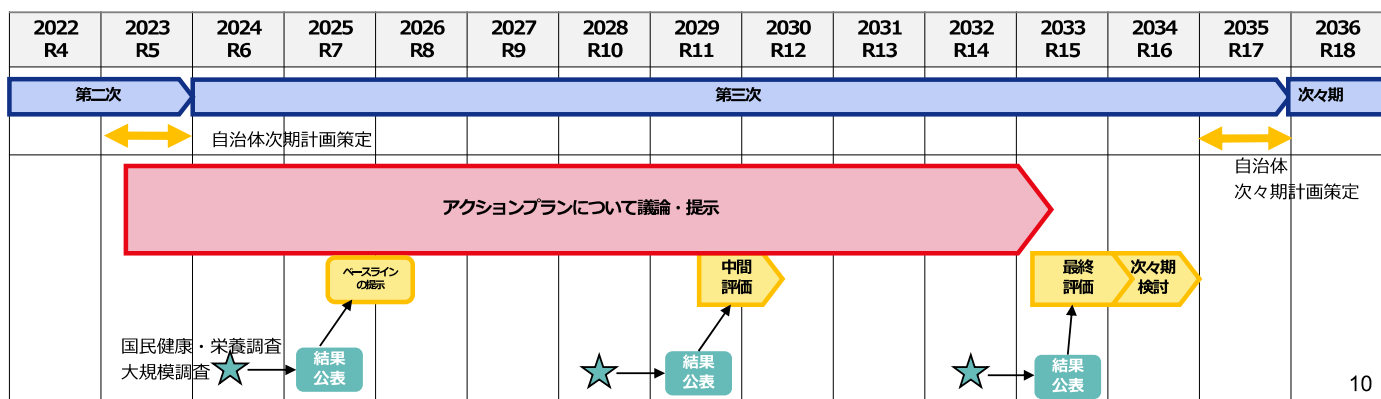 2022 2023 2024 2025 2026 2027 2028 2029 2030 2031 2032 2033 2034 2035 2036
R4 R5 R6 R7 R8 R9 R10 R11 R12 R13 R14 R15 R16 R17 R18
第二次 第三次 次々期
自治体次期計画策定
自治体
次々期計画策定
アクションプランについて議論・提示
ベースライン
の提示
中間
評価
最終
評価
次々期
検討
国民健康・栄養調査
大規模調査
結果
公表
結果
公表
結果
公表
10